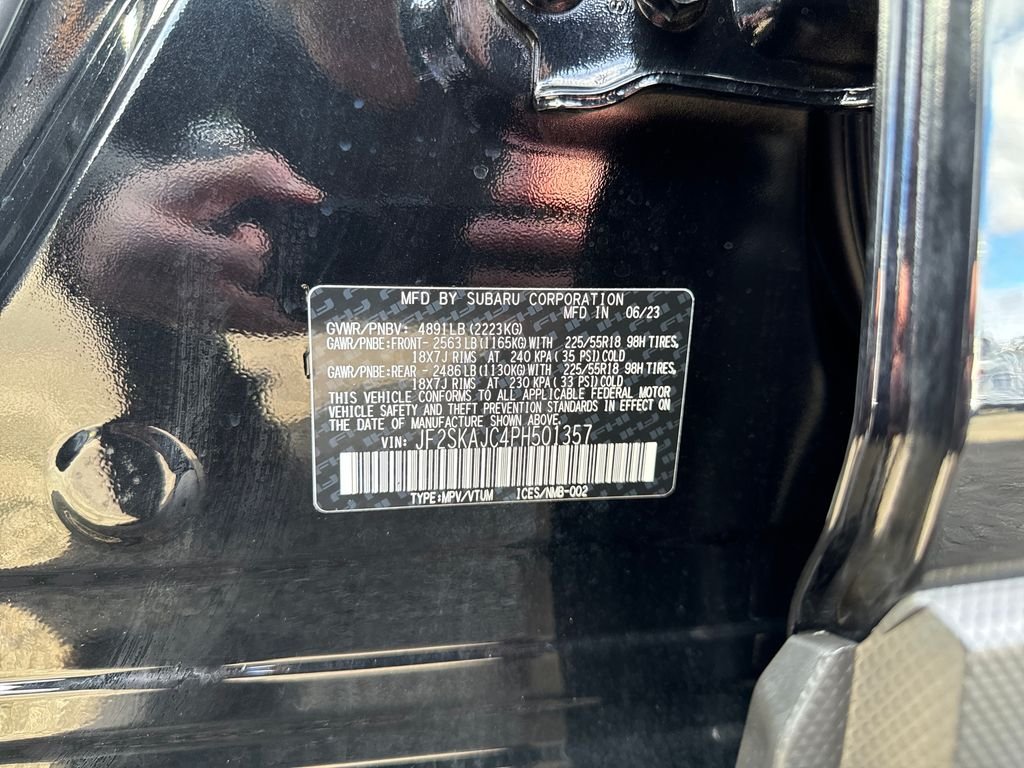 MFD BY SUBARU CORPORATION
MFD IN 06/23
GVWR/PNBV: 4891LB(2223KG)
GAWR/PNBE:FRONT-2563LB(1165KG)WITH 225/55R18 98H TIRES,
18X7J RIMS AT 240 KPA(35 PSI)COLD
GAWR/PNBE:REAR -2486LB(1130KG)WITH 225/55R18 98H TIRES,
18X7J RIMS AT 230 KPA(33 PSI)COLD
THIS VEHICLE CONFORMS TO ALL APPLICABLE FEDERAL MOTOR
VEHICLE SAFETY AND THEFT PREVENTION STANDARDS IN EFFECT ON
THE DATE OF MANUFACTURE SHOWN ABOVE.
VIN: JF2SKAJC4PH501357
TYPE:MPV/VTUM ICES/NMB-002